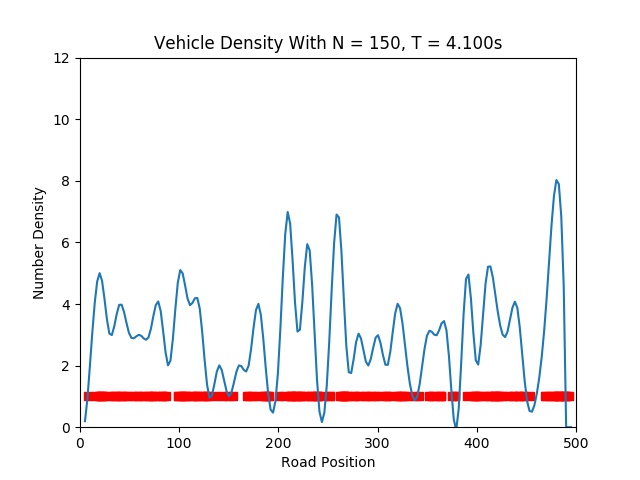 Vehicle Density With N = 150, T = 4.100s
12
10
8
6
4
2
0
Number Density
0 100 200 300 400 500
Road Position